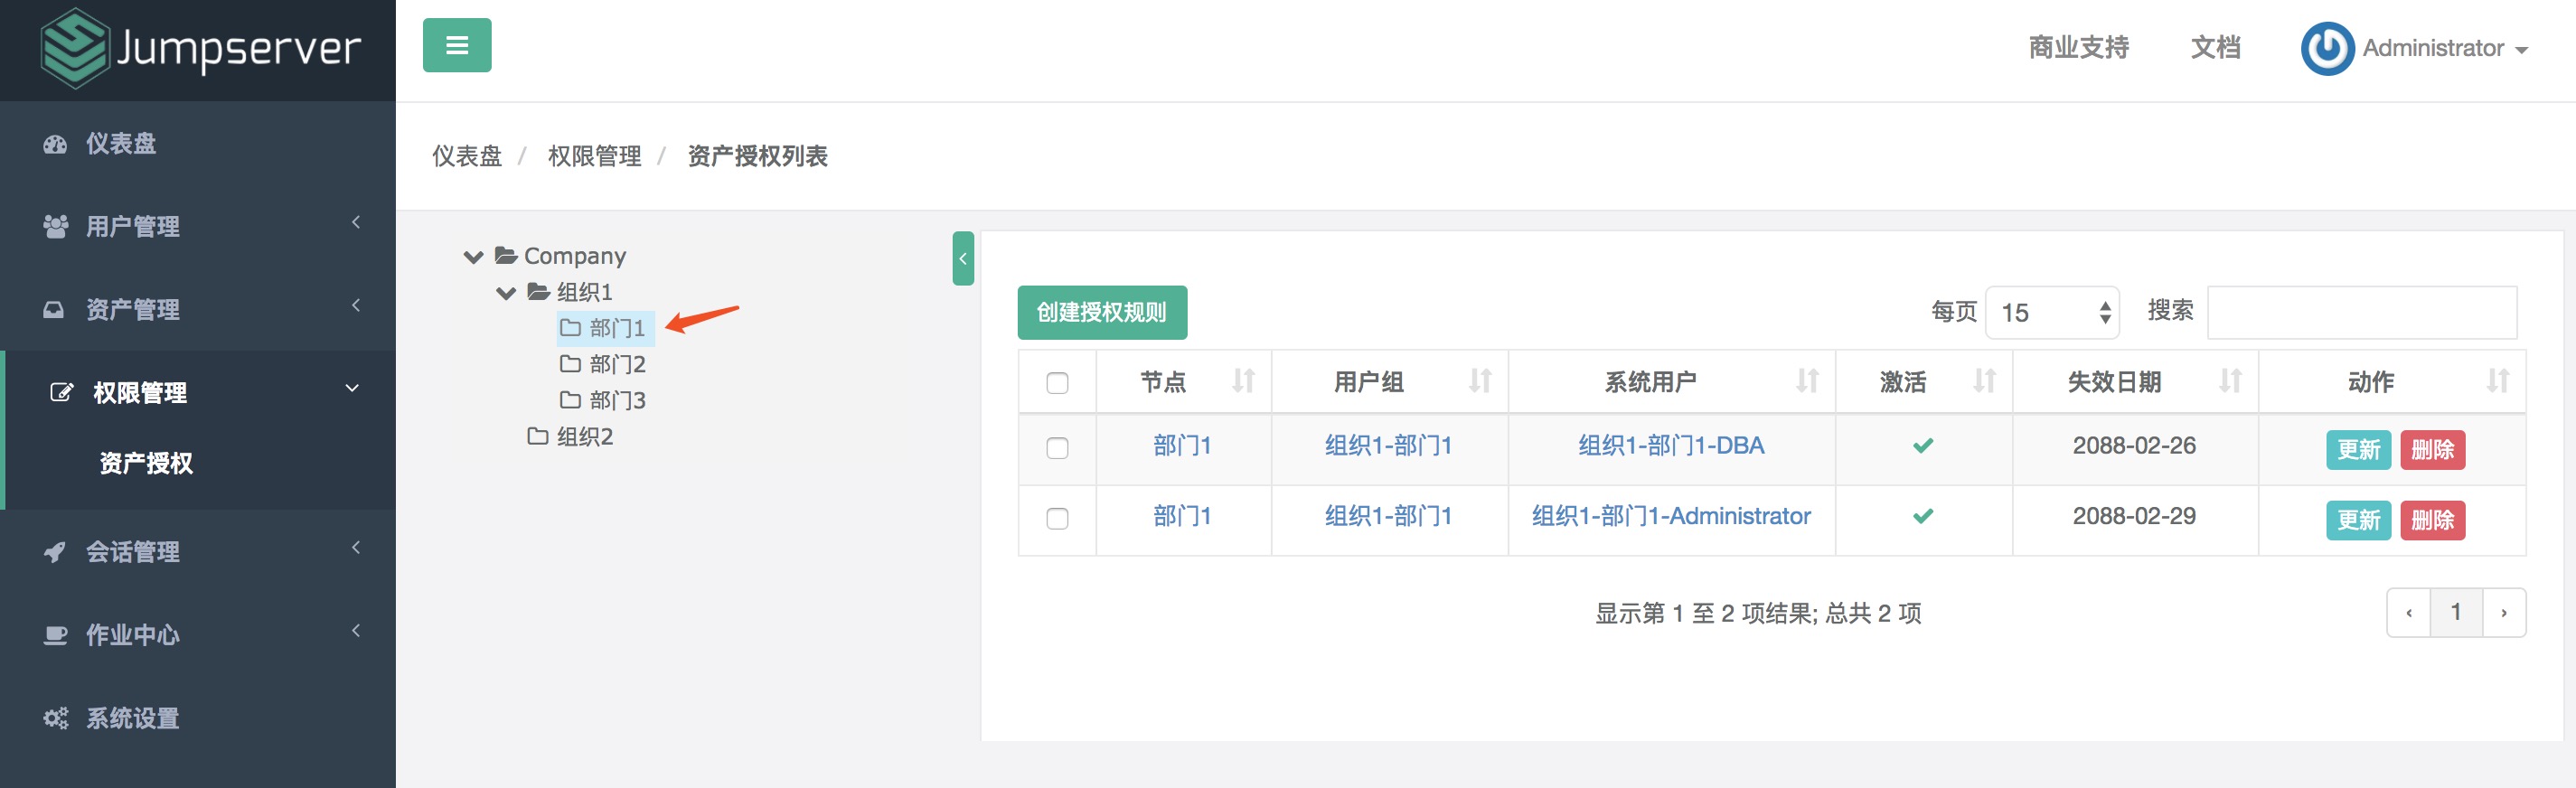 Jumpserver
商业支持
文档
Administrator
仪表盘
用户管理
资产管理
权限管理
资产授权
会话管理
作业中心
系统设置
仪表盘 / 权限管理 / 资产授权列表
Company
组织1
部门1
部门2
部门3
组织2
创建授权规则
每页 15 搜索
节点 用户组 系统用户 激活 失效日期 动作
部门1 组织1-部门1 组织1-部门1-DBA 2088-02-26 更新 删除
部门1 组织1-部门1 组织1-部门1-Administrator 2088-02-29 更新 删除
显示第 1 至 2 项结果; 总共 2 项
‹ 1 ›